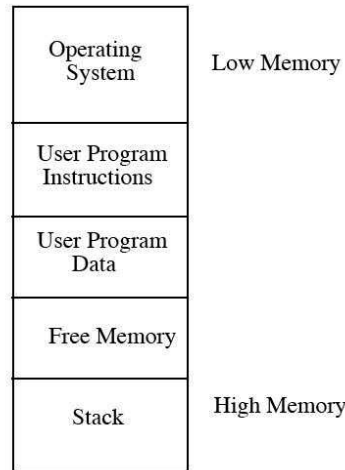 Operating
System
Low Memory
User Program
Instructions
User Program
Data
Free Memory
Stack
High Memory